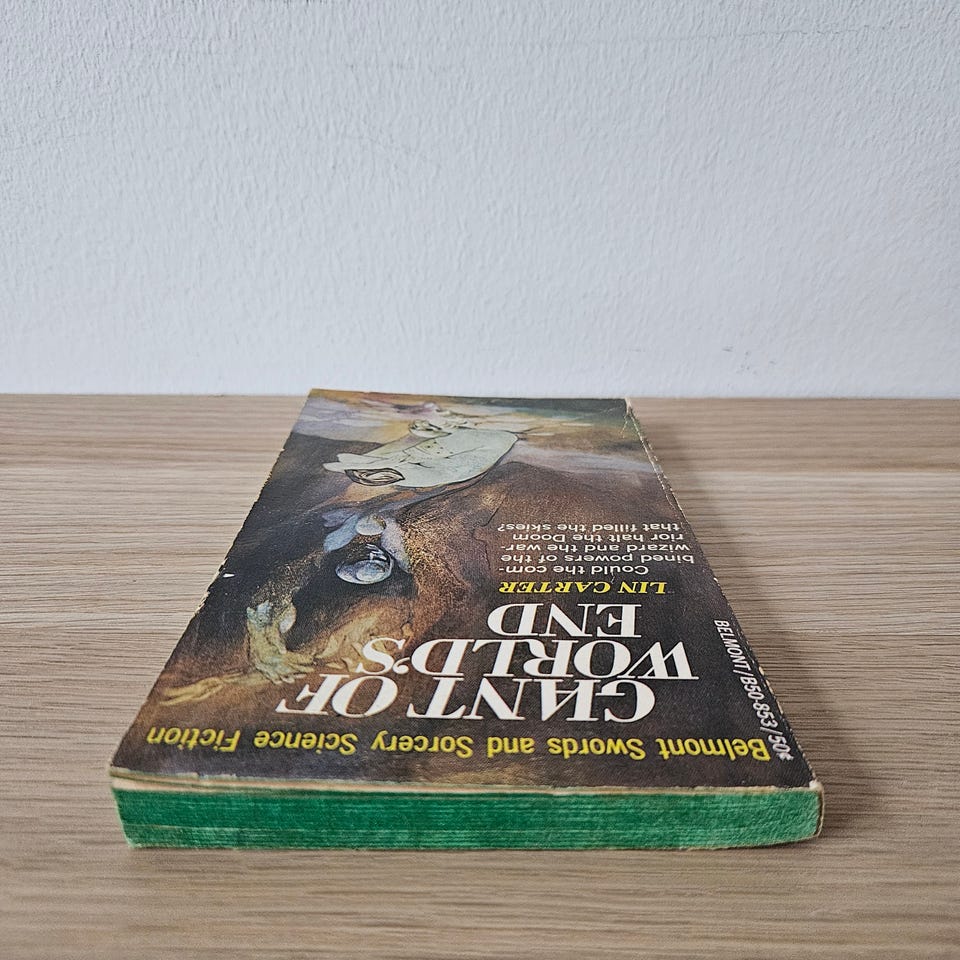 Belmont Swords and Sorcery Science Fiction
BELMONT/B50-853/50¢
GIANT OF
WORLD'S
END
LIN CARTER
Could the com-
bined powers of the
wizard and the war-
rior halt the Doom
that filled the skies?